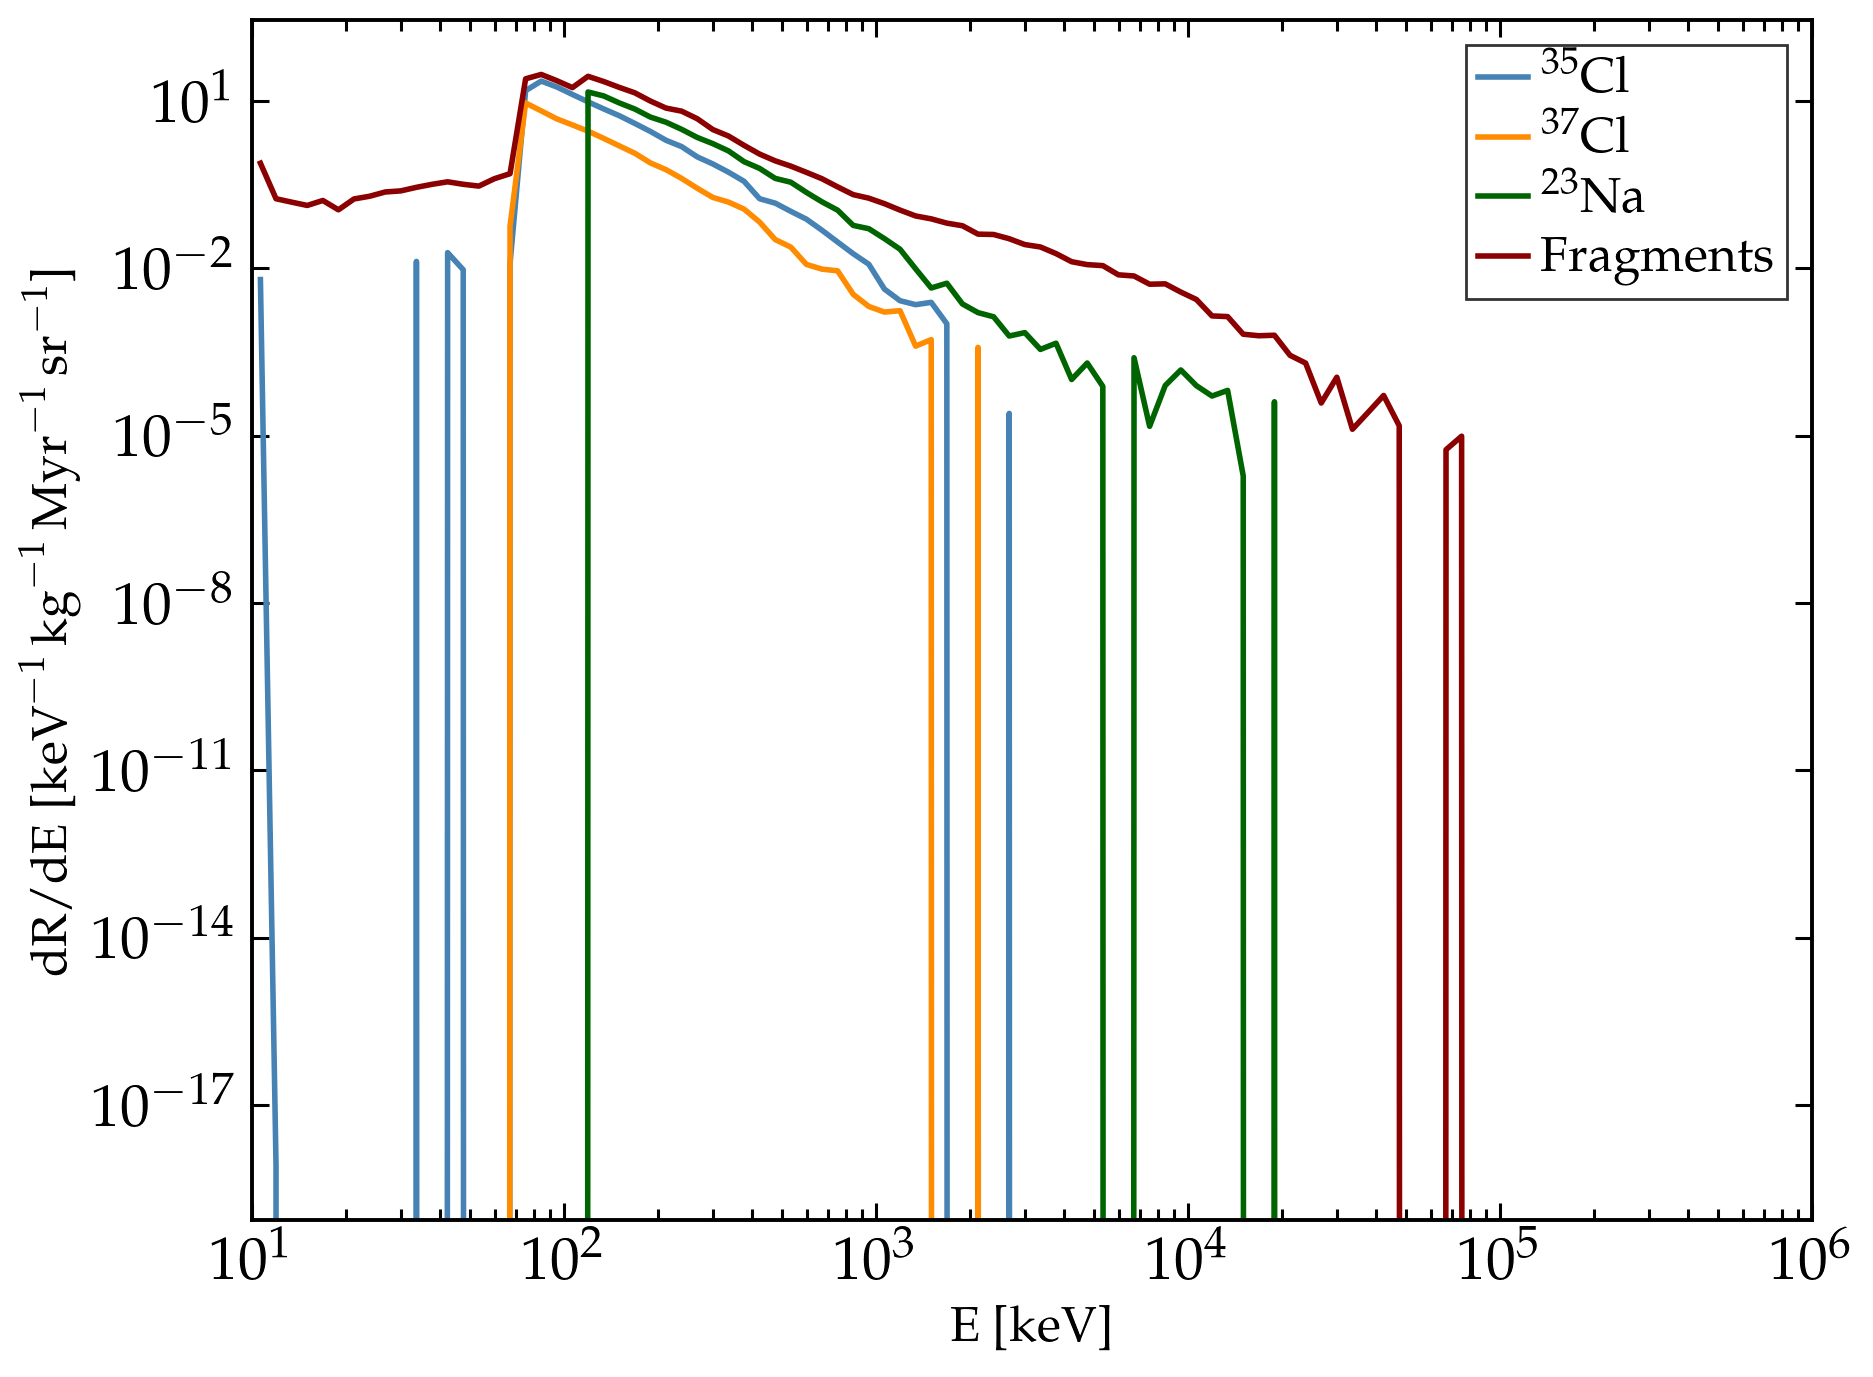 ³⁵Cl
³⁷Cl
²³Na
Fragments
10¹
10⁻²
10⁻⁵
10⁻⁸
10⁻¹¹
10⁻¹⁴
10⁻¹⁷
dR/dE [keV⁻¹ kg⁻¹ Myr⁻¹ sr⁻¹]
10¹ 10² 10³ 10⁴ 10⁵ 10⁶
E [keV]